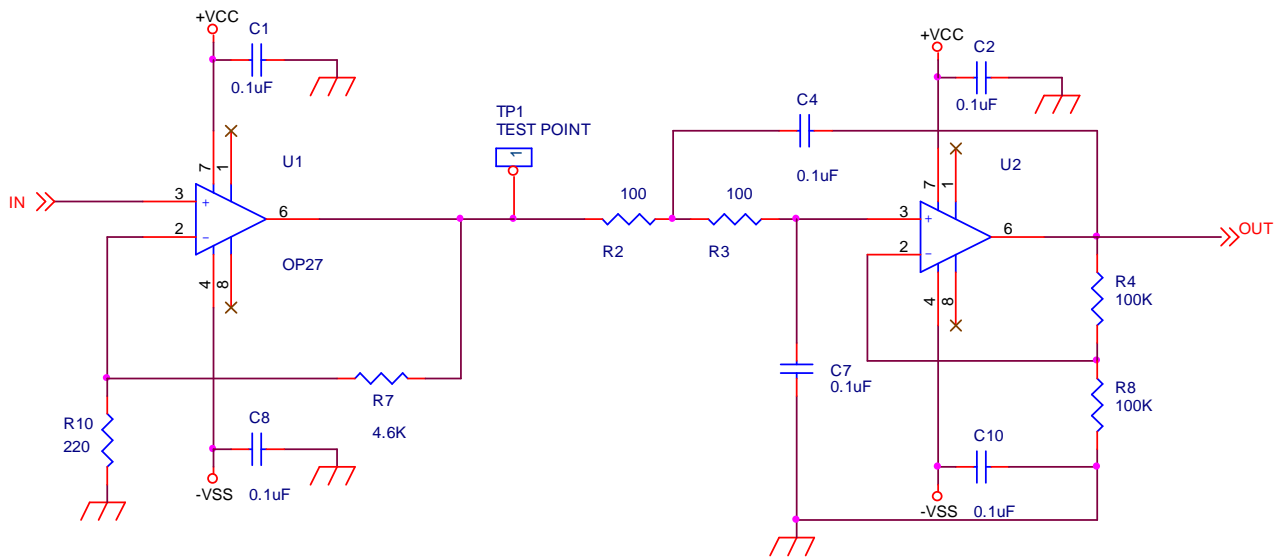 +VCC
C1
0.1uF
7
1
U1
IN
3
+
6
2
−
OP27
4
8
R10
220
R7
4.6K
C8
-VSS
0.1uF
TP1
TEST POINT
1
100
R2
100
R3
C4
0.1uF
+VCC
C2
0.1uF
7
1
U2
3
+
6
2
−
4
8
OUT
R4
100K
C7
0.1uF
R8
100K
C10
-VSS
0.1uF